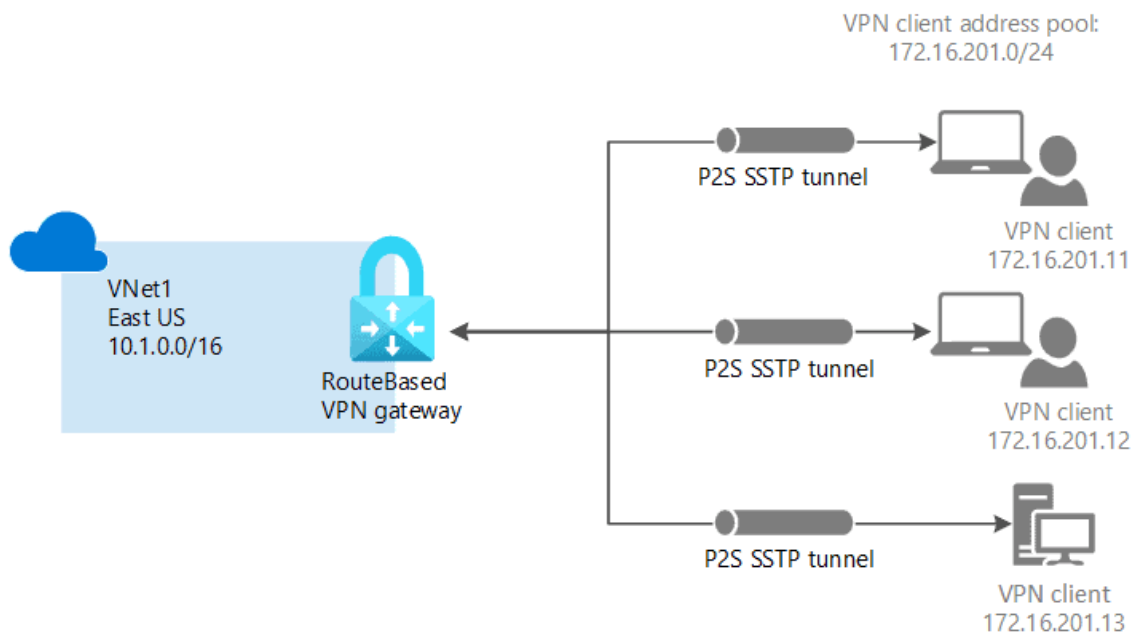 VPN client address pool:
172.16.201.0/24
P2S SSTP tunnel
VPN client
172.16.201.11
VNet1
East US
10.1.0.0/16
RouteBased
VPN gateway
P2S SSTP tunnel
VPN client
172.16.201.12
P2S SSTP tunnel
VPN client
172.16.201.13